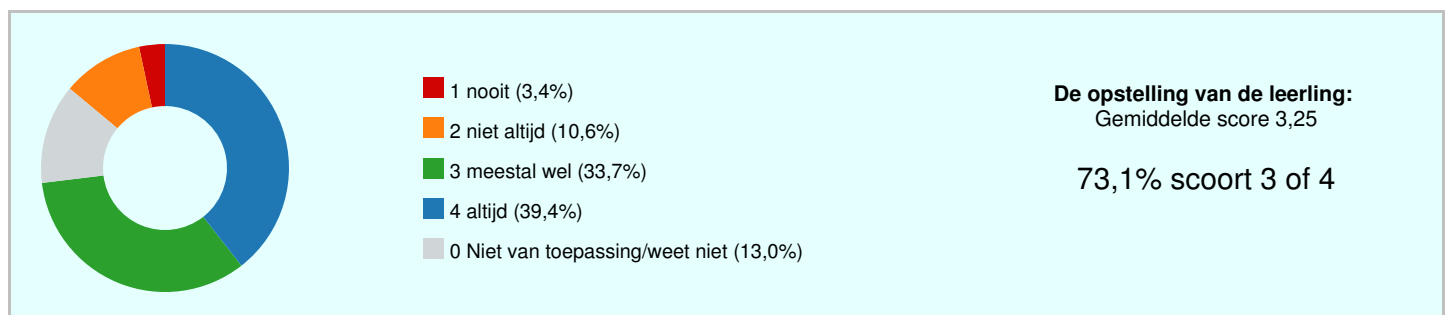 1 nooit (3,4%)
2 niet altijd (10,6%)
3 meestal wel (33,7%)
4 altijd (39,4%)
0 Niet van toepassing/weet niet (13,0%)
De opstelling van de leerling:
Gemiddelde score 3,25
73,1% scoort 3 of 4